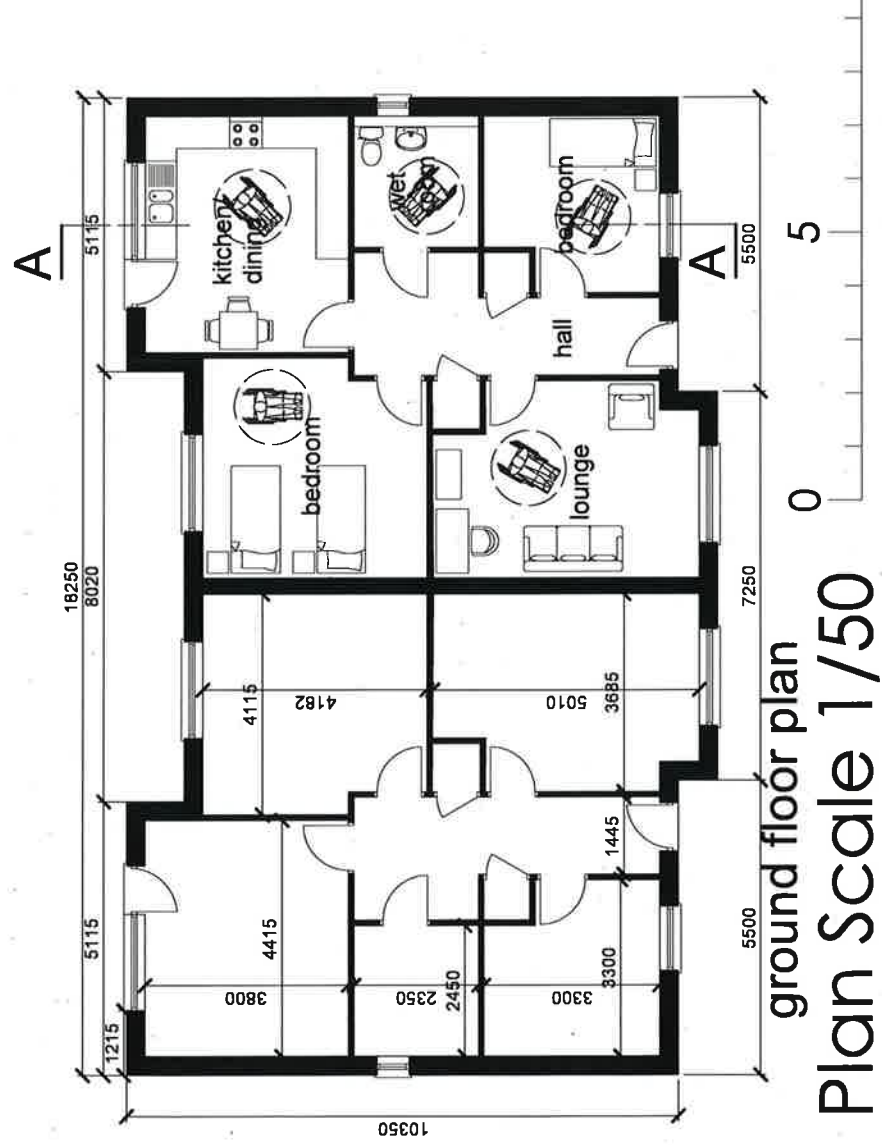 A
5115
18250
8020
5115
1215
kitchen/
dining
wet
room
bedroom
bedroom
hall
lounge
4115
4182
3685
5010
4415
3800
2350
2450
3300
3300
1445
10350
A
5500
7250
5500
ground floor plan
Plan Scale 1/50
0
5